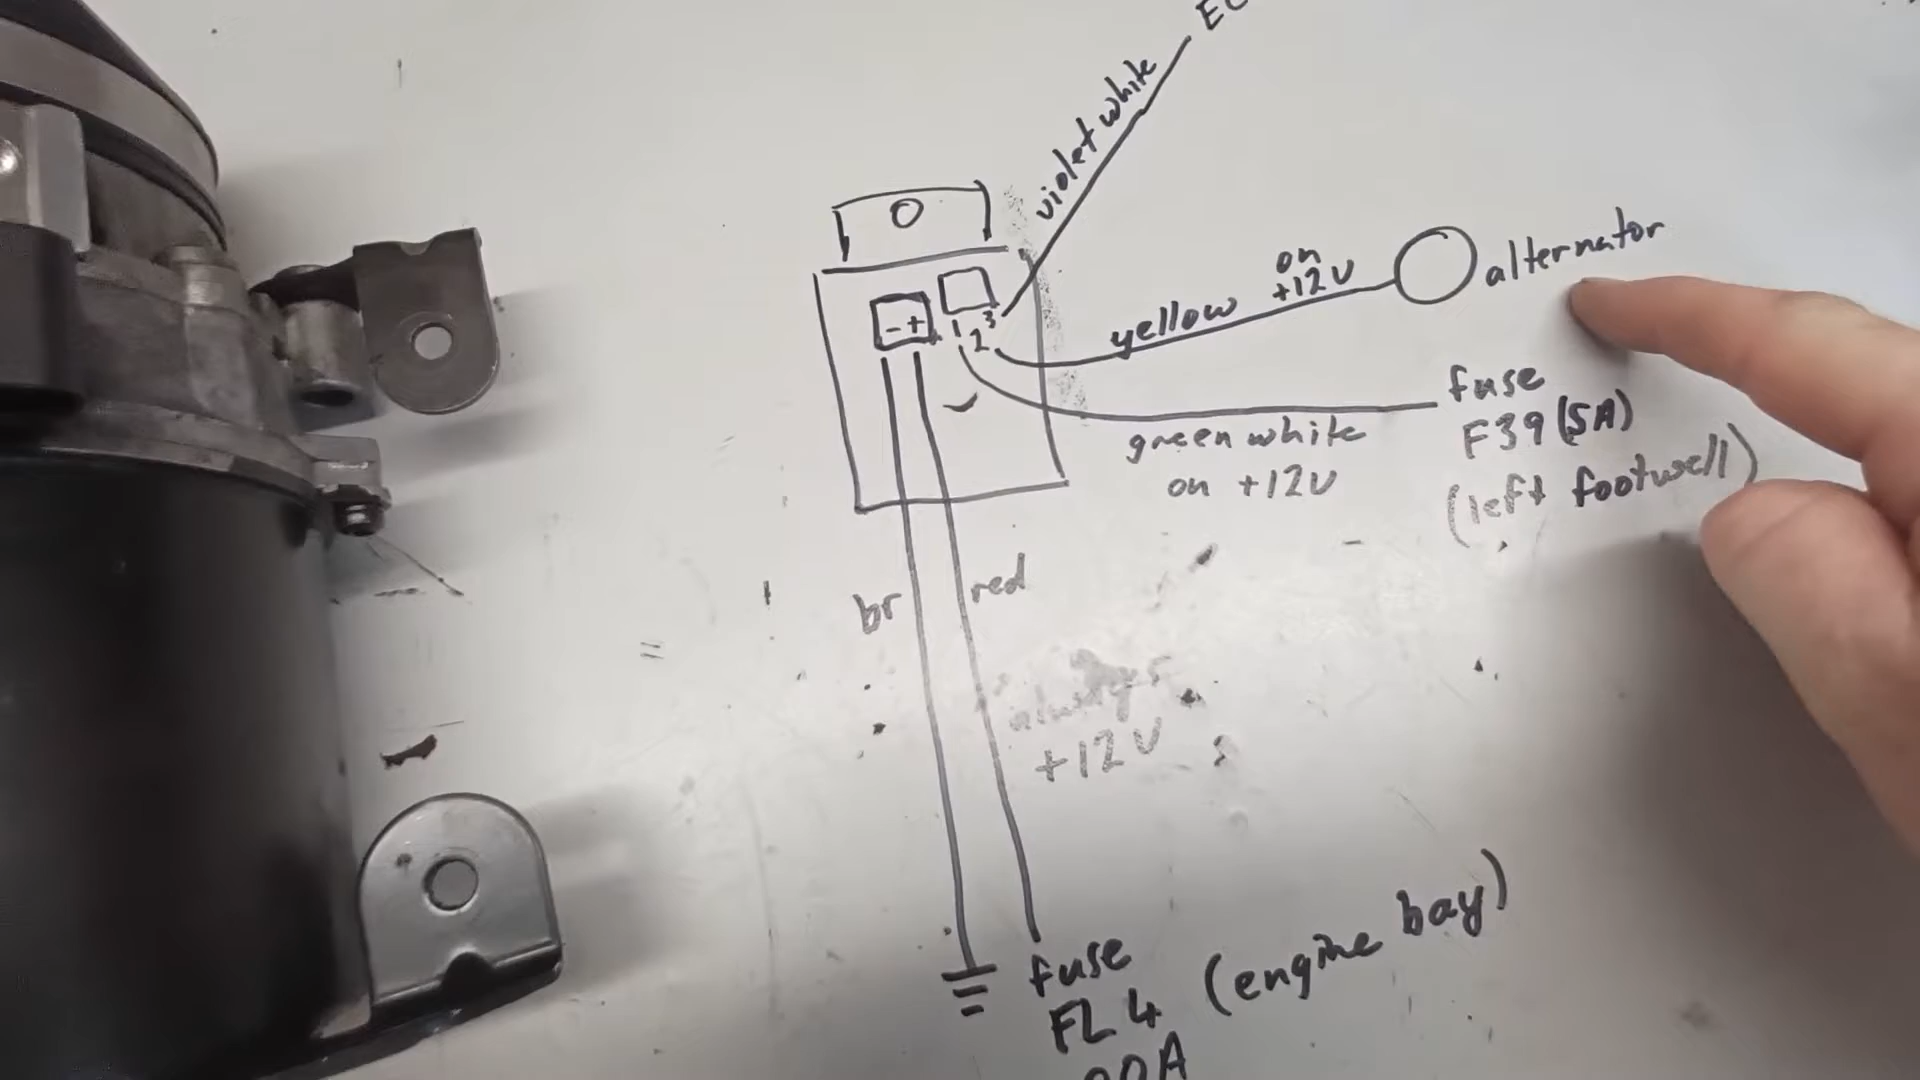 violet white
on
+12V
yellow
alternator
- +
1
2
3
fuse
F39 (5A)
(left footwell)
green white
on +12V
br
red
always
+12V
fuse
FL4
(engine bay)